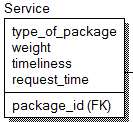 Service
type_of_package
weight
timeliness
request_time
package_id (FK)